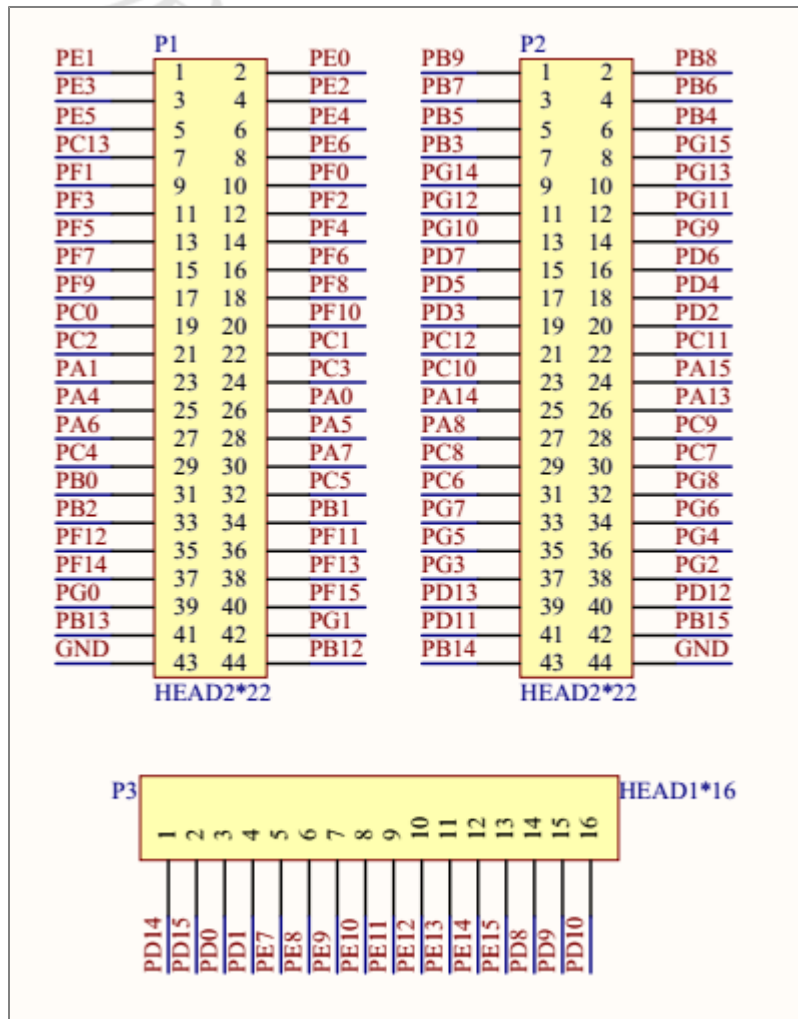 P1 P2
PE1 1 2 PE0 PB9 1 2 PB8
PE3 3 4 PE2 PB7 3 4 PB6
PE5 5 6 PE4 PB5 5 6 PB4
PC13 7 8 PE6 PB3 7 8 PG15
PF1 9 10 PF0 PG14 9 10 PG13
PF3 11 12 PF2 PG12 11 12 PG11
PF5 13 14 PF4 PG10 13 14 PG9
PF7 15 16 PF6 PD7 15 16 PD6
PF9 17 18 PF8 PD5 17 18 PD4
PC0 19 20 PF10 PD3 19 20 PD2
PC2 21 22 PC1 PC12 21 22 PC11
PA1 23 24 PC3 PC10 23 24 PA15
PA4 25 26 PA0 PA14 25 26 PA13
PA6 27 28 PA5 PA8 27 28 PC9
PC4 29 30 PA7 PC8 29 30 PC7
PB0 31 32 PC5 PC6 31 32 PG8
PB2 33 34 PB1 PG7 33 34 PG6
PF12 35 36 PF11 PG5 35 36 PG4
PF14 37 38 PF13 PG3 37 38 PG2
PG0 39 40 PF15 PD13 39 40 PD12
PB13 41 42 PG1 PD11 41 42 PB15
GND 43 44 PB12 PB14 43 44 GND
HEAD2*22 HEAD2*22
P3 HEAD1*16
1 2 3 4 5 6 7 8 9 10 11 12 13 14 15 16
PD14 PD15 PD0 PD1 PE7 PE8 PE9 PE10 PE11 PE12 PE13 PE14 PE15 PD8 PD9 PD10